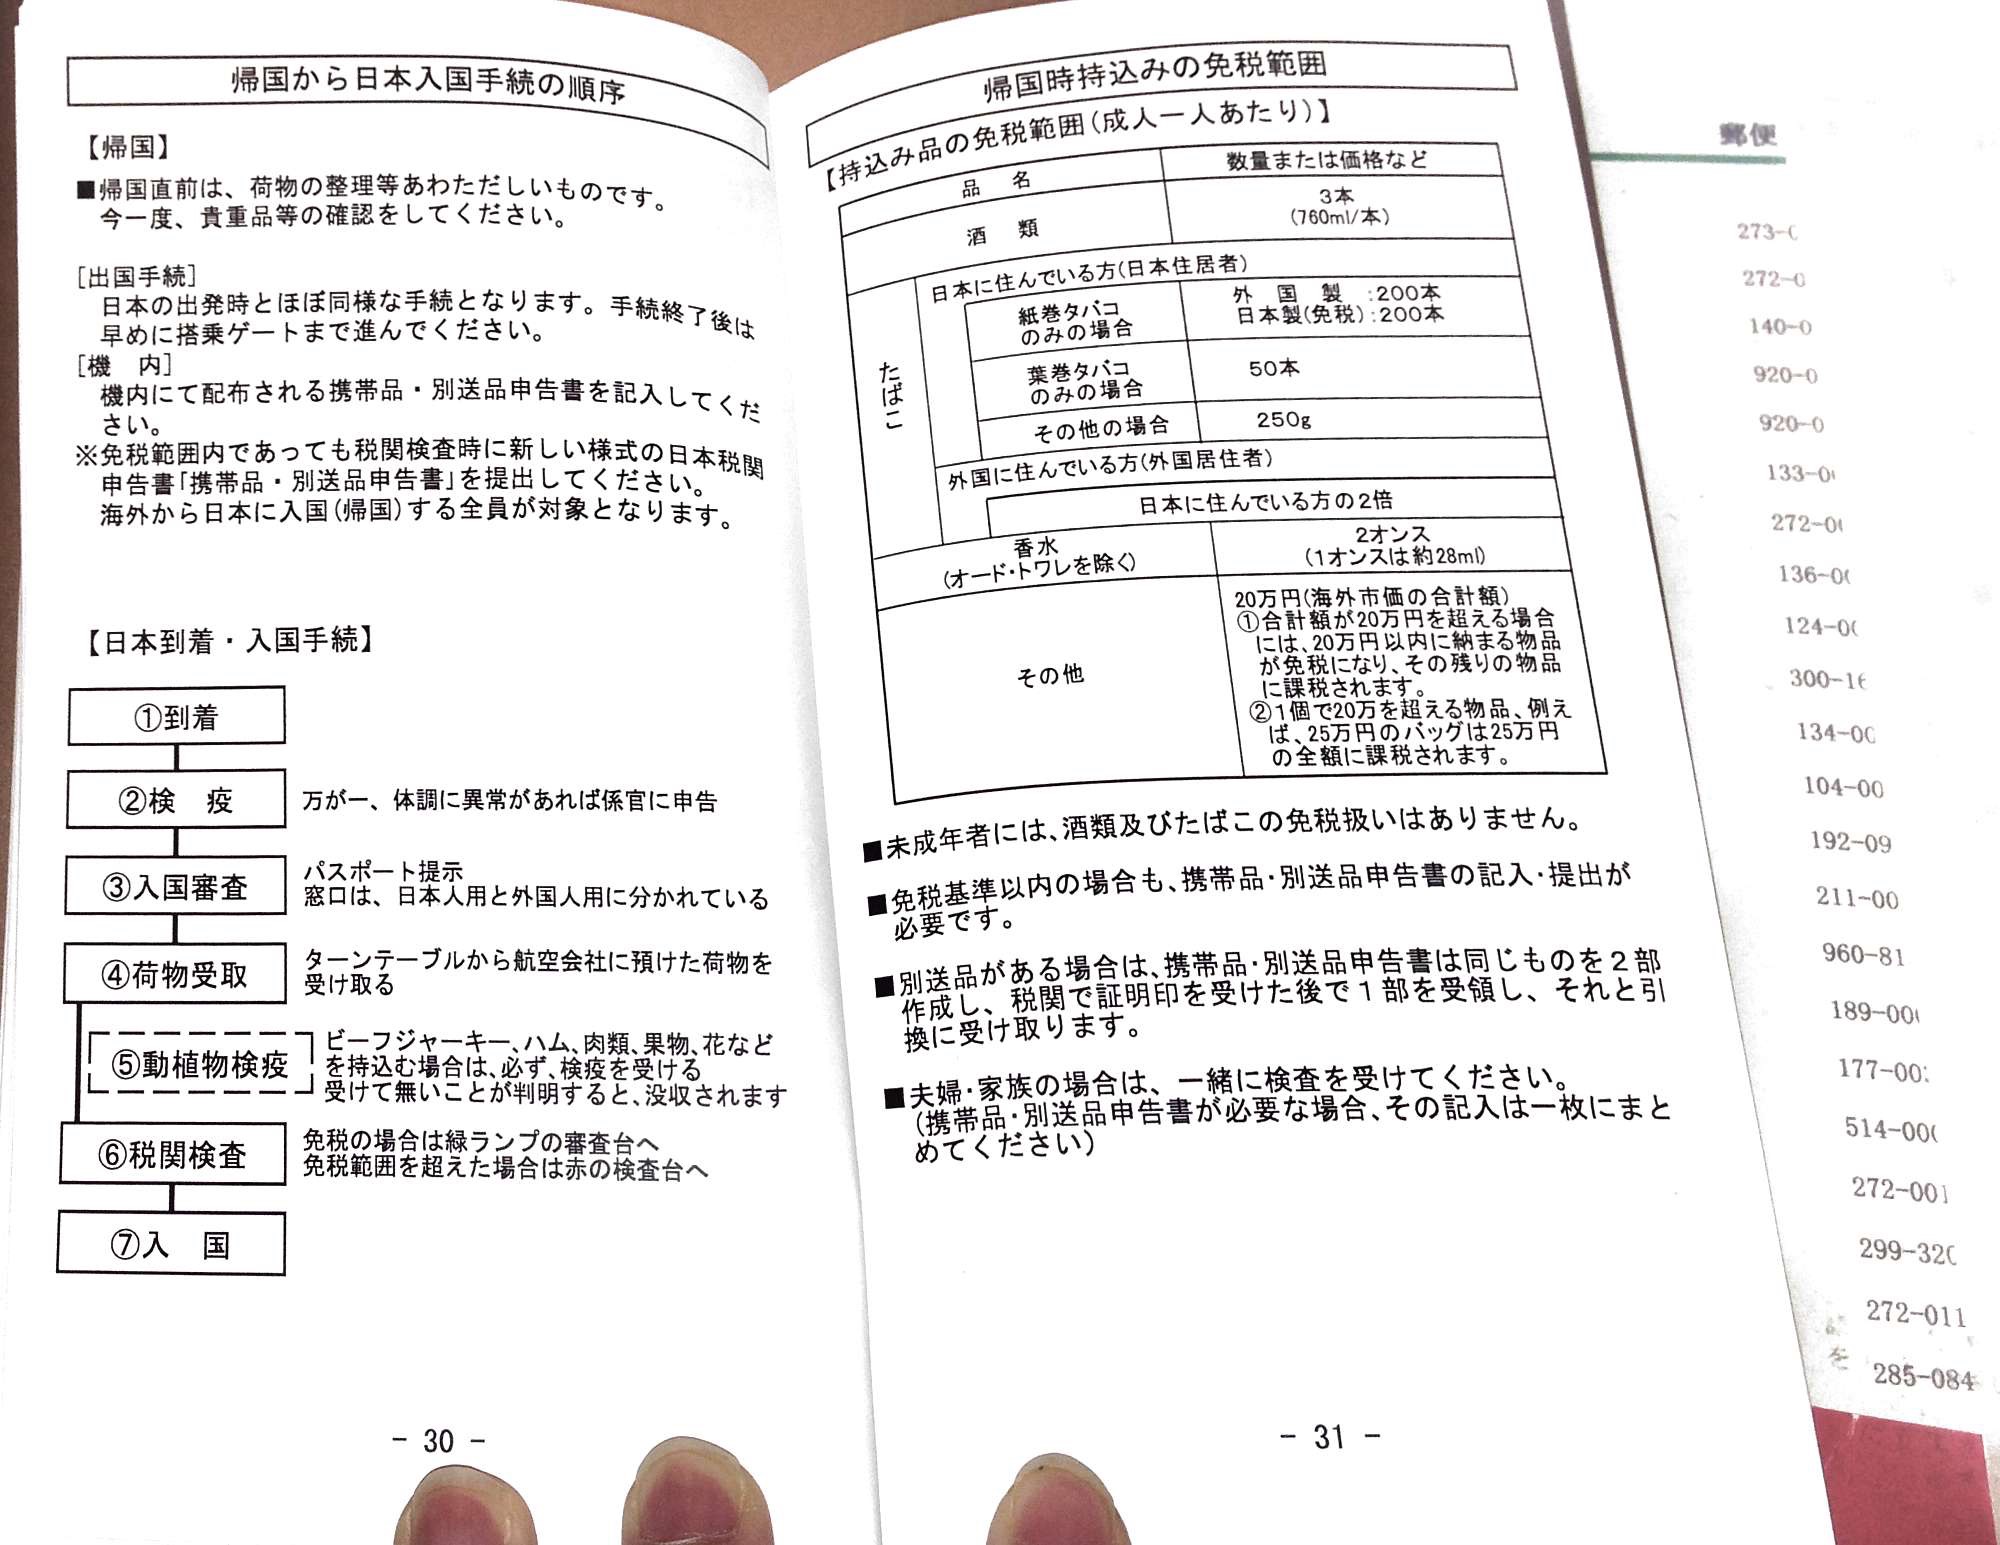 帰国から日本入国手続の順序
【帰国】
■帰国直前は、荷物の整理等あわただしいものです。
今一度、貴重品等の確認をしてください。
[出国手続]
日本の出発時とほぼ同様な手続となります。手続終了後は
早めに搭乗ゲートまで進んでください。
[機　内]
機内にて配布される携帯品・別送品申告書を記入してくだ
さい。
※免税範囲内であっても税関検査時に新しい様式の日本税関
申告書「携帯品・別送品申告書」を提出してください。
海外から日本に入国(帰国)する全員が対象となります。
【日本到着・入国手続】
①到着
②検　疫
万が一、体調に異常があれば係官に申告
③入国審査
パスポート提示
窓口は、日本人用と外国人用に分かれている
④荷物受取
ターンテーブルから航空会社に預けた荷物を
受け取る
⑤動植物検疫
ビーフジャーキー、ハム、肉類、果物、花など
を持込む場合は、必ず、検疫を受ける
受けて無いことが判明すると、没収されます
⑥税関検査
免税の場合は緑ランプの審査台へ
免税範囲を超えた場合は赤の検査台へ
⑦入　国
- 30 -
帰国時持込みの免税範囲
【持込み品の免税範囲(成人一人あたり)】
品　名
数量または価格など
酒　類
3本
(760ml/本)
たばこ
日本に住んでいる方(日本住居者)
紙巻タバコ
のみの場合
外　国　製　:200本
日本製(免税):200本
葉巻タバコ
のみの場合
50本
その他の場合
250g
外国に住んでいる方(外国居住者)
日本に住んでいる方の2倍
香水
(オード・トワレを除く)
2オンス
(1オンスは約28ml)
その他
20万円(海外市価の合計額)
①合計額が20万円を超える場合
には、20万円以内に納まる物品
が免税になり、その残りの物品
に課税されます。
②1個で20万を超える物品、例え
ば、25万円のバッグは25万円
の全額に課税されます。
■未成年者には、酒類及びたばこの免税扱いはありません。
■免税基準以内の場合も、携帯品・別送品申告書の記入・提出が
必要です。
■別送品がある場合は、携帯品・別送品申告書は同じものを2部
作成し、税関で証明印を受けた後で1部を受領し、それと引
換に受け取ります。
■夫婦・家族の場合は、一緒に検査を受けてください。
(携帯品・別送品申告書が必要な場合、その記入は一枚にまと
めてください)
- 31 -
郵便
273-0
272-0
140-0
920-0
920-0
133-0
272-0
136-0
124-0
300-16
134-00
104-00
192-09
211-00
960-81
189-00
177-00
514-00
272-001
299-320
272-011
を
285-084